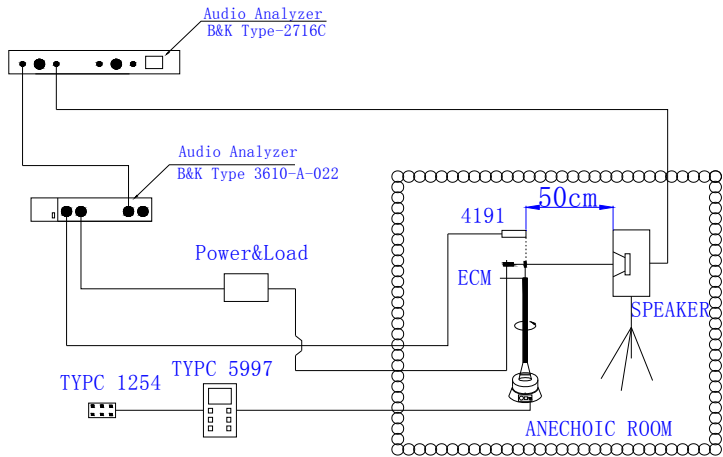 Audio Analyzer
B&K Type-2716C
Audio Analyzer
B&K Type 3610-A-022
50cm
4191
Power&Load
ECM
SPEAKER
TYPC 5997
TYPC 1254
ANECHOIC ROOM